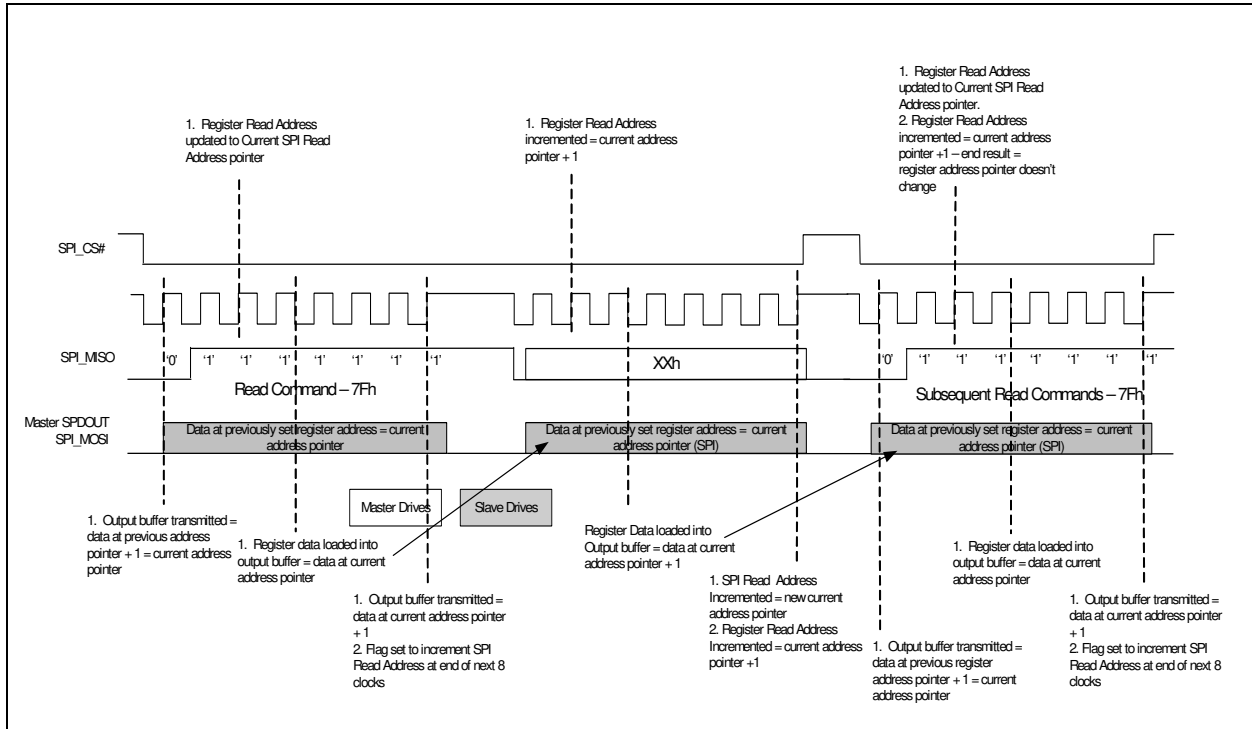 1. Register Read Address
updated to Current SPI Read
Address pointer
1. Register Read Address
incremented = current address
pointer + 1
1. Register Read Address
updated to Current SPI Read
Address pointer.
2. Register Read Address
incremented = current address
pointer +1 – end result =
register address pointer doesn't
change
SPI_CS#
SPI_MISO
'0' '1' '1' '1' '1' '1' '1' '1'
XXh
'0' '1' '1' '1' '1' '1' '1' '1'
Read Command – 7Fh
Subsequent Read Commands – 7Fh
Master SPDOUT
SPI_MOSI
Data at previously set register address = current
address pointer
Data at previously set register address = current
address pointer (SPI)
Data at previously set register address = current
address pointer (SPI)
Master Drives
Slave Drives
1. Output buffer transmitted =
data at previous address
pointer + 1 = current address
pointer
1. Register data loaded into
output buffer = data at current
address pointer
1. Output buffer transmitted =
data at current address pointer
+ 1
2. Flag set to increment SPI
Read Address at end of next 8
clocks
Register Data loaded into
Output buffer = data at current
address pointer + 1
1. SPI Read Address
Incremented = new current
address pointer
2. Register Read Address
Incremented = current address
pointer +1
1. Output buffer transmitted =
data at previous register
address pointer + 1 = current
address pointer
1. Register data loaded into
output buffer = data at current
address pointer
1. Output buffer transmitted =
data at current address pointer
+ 1
2. Flag set to increment SPI
Read Address at end of next 8
clocks